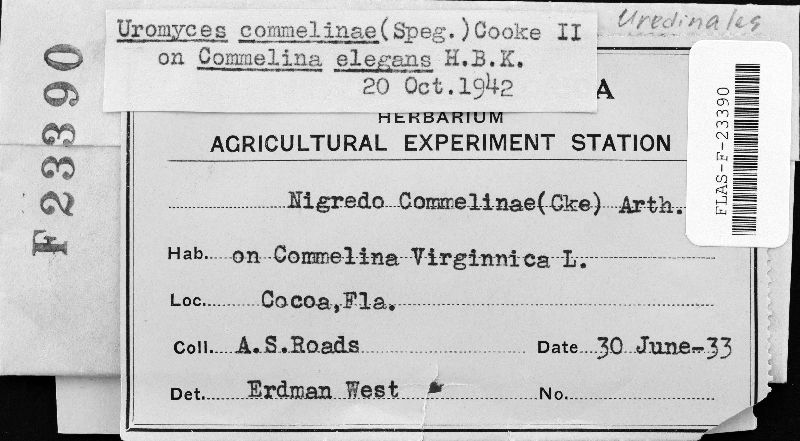 Uredinales
Uromyces commelinae(Speg.)Cooke II
on Commelina elegans H.B.K.
20 Oct.1942
F23390
FLAS-F-23390
HERBARIUM
AGRICULTURAL EXPERIMENT STATION
Nigredo Commelinae(Cke) Arth.
Hab. on Commelina Virginnica L.
Loc. Cocoa,Fla.
Coll. A.S.Roads Date 30 June-33
Det. Erdman West No.